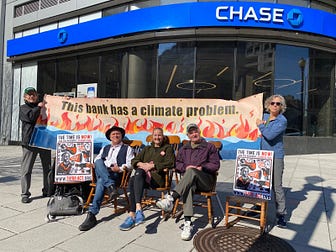 CHASE
This bank has a climate problem.
THE TIME IS NOW!
THE TIME IS NOW!